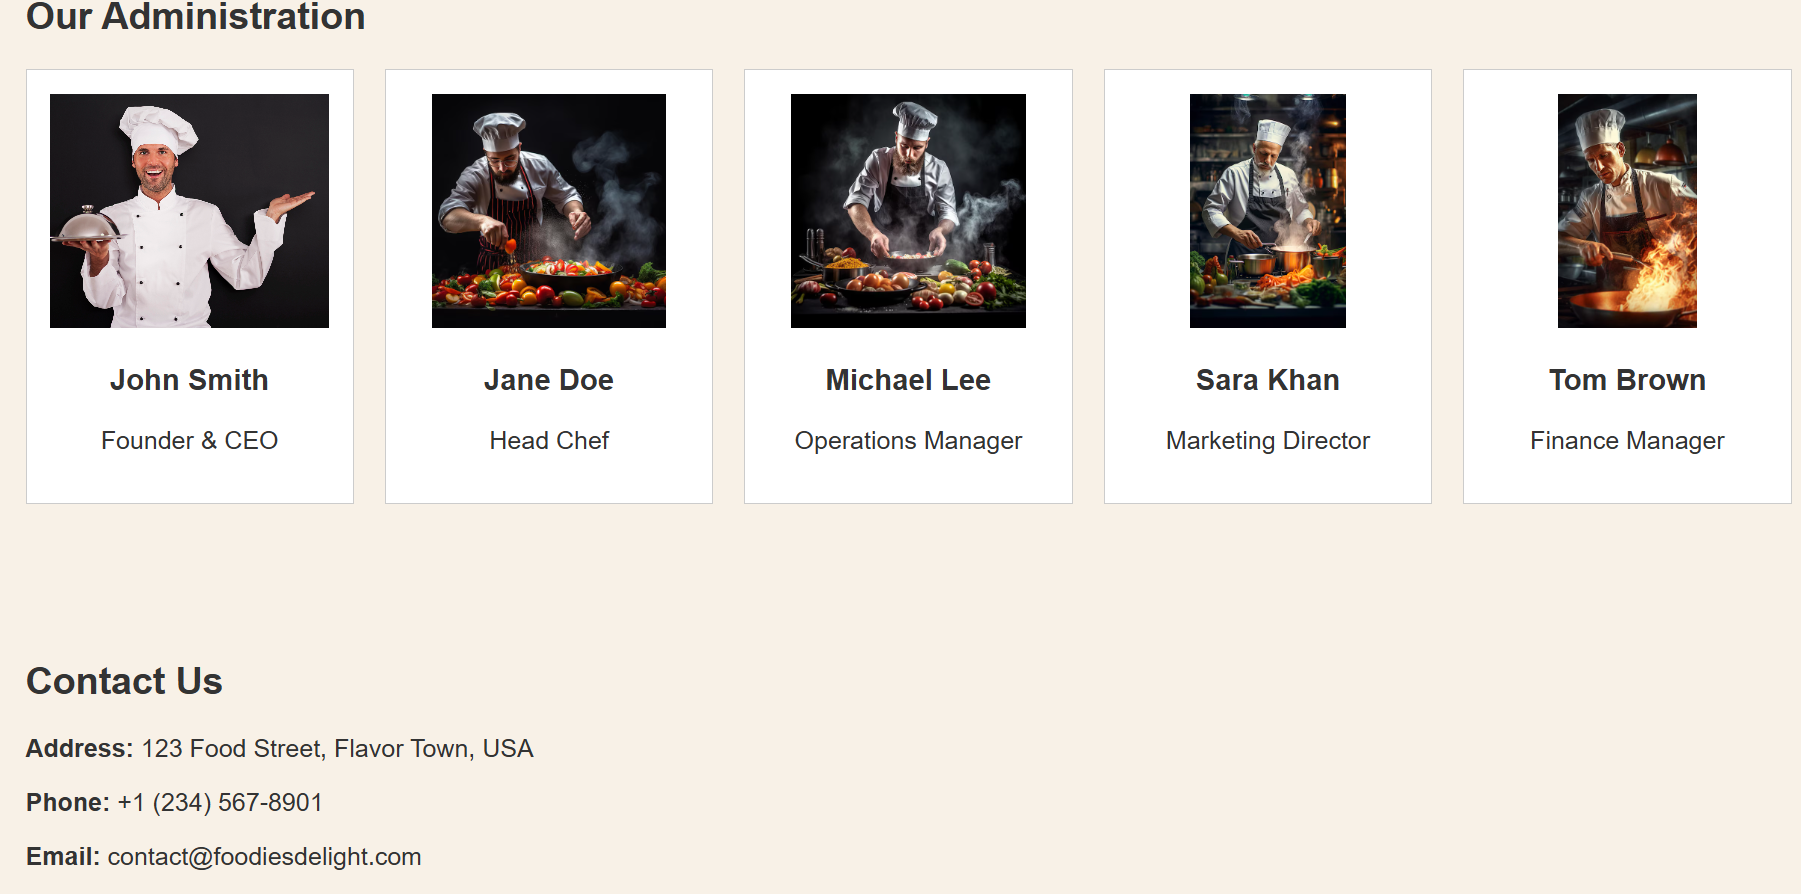 Our Administration
John Smith
Founder & CEO
Jane Doe
Head Chef
Michael Lee
Operations Manager
Sara Khan
Marketing Director
Tom Brown
Finance Manager
Contact Us
Address: 123 Food Street, Flavor Town, USA
Phone: +1 (234) 567-8901
Email: contact@foodiesdelight.com